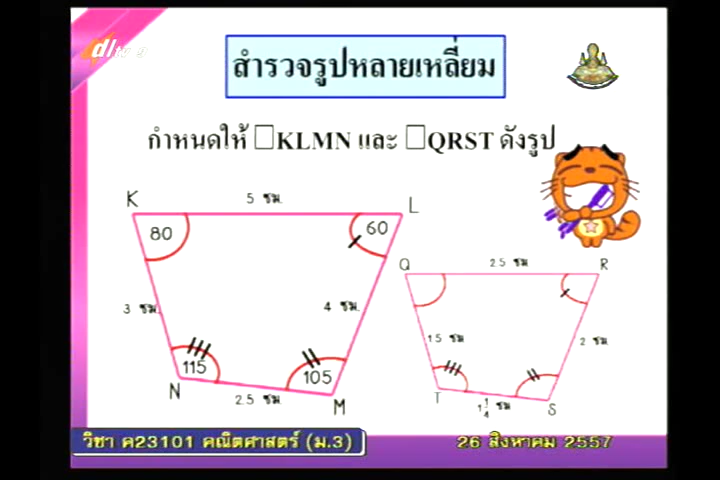 สำรวจรูปหลายเหลี่ยม
กำหนดให้ □KLMN และ □QRST ดังรูป
K 5 ซม. L
80 60
3 ซม. 4 ซม.
115 105
N 2.5 ซม. M
Q 2.5 ซม R
1.5 ซม 2 ซม.
T 1 1/4 ซม S
วิชา ค23101 คณิตศาสตร์ (ม.3) 26 สิงหาคม 2557